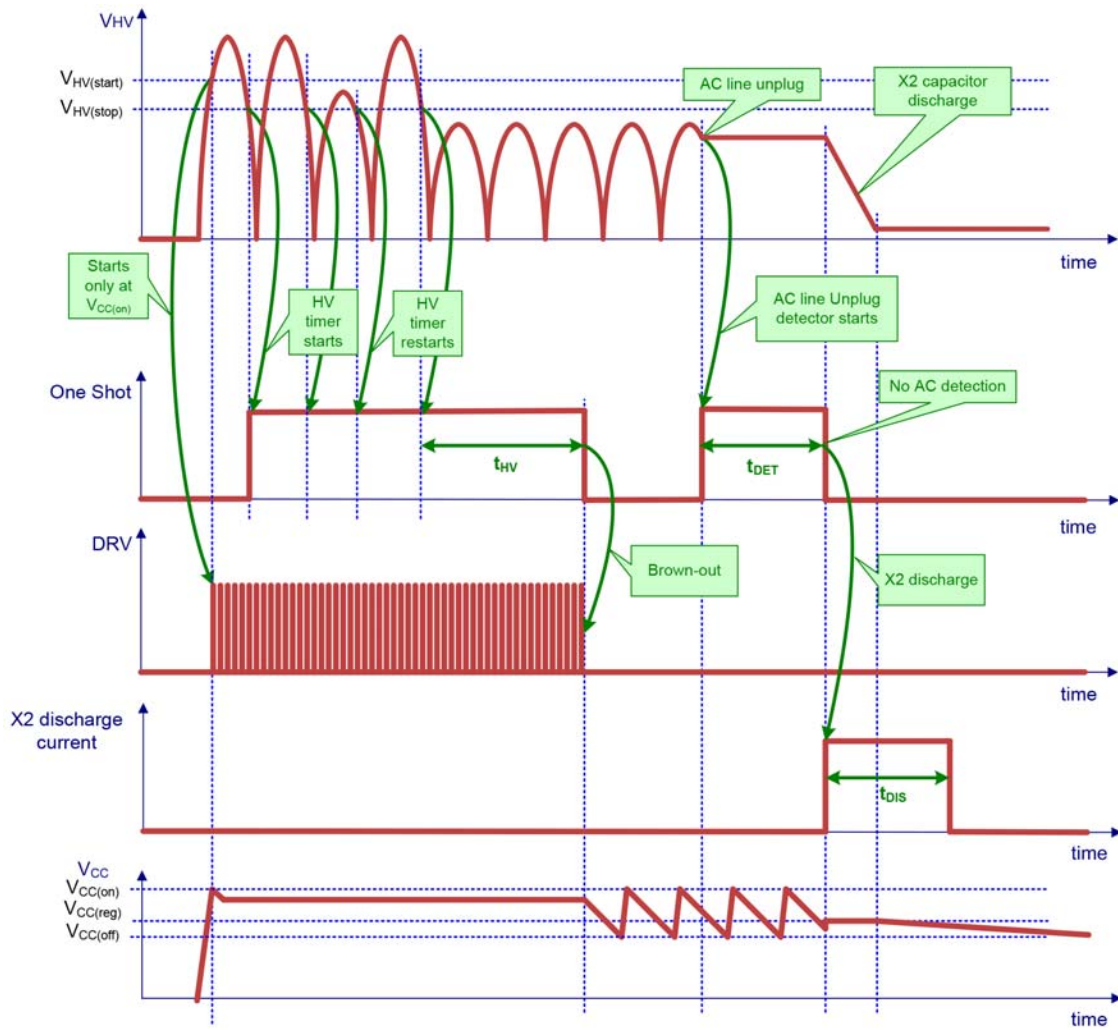 VHV
VHV(start)
VHV(stop)
AC line unplug
X2 capacitor
discharge
time
Starts
only at
VCC(on)
HV
timer
starts
HV
timer
restarts
AC line Unplug
detector starts
One Shot
No AC detection
tHV
tDET
time
DRV
Brown-out
X2 discharge
time
X2 discharge
current
tDIS
time
VCC
VCC(on)
VCC(reg)
VCC(off)
time